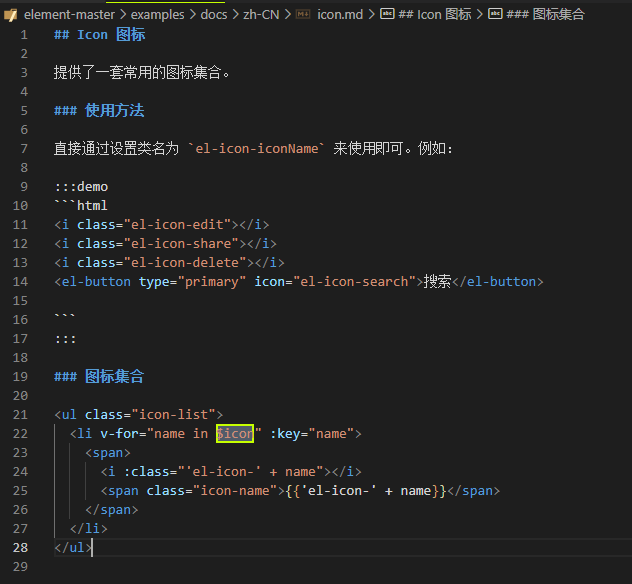 element-master > examples > docs > zh-CN > icon.md > ## Icon 图标 > ### 图标集合
1 ## Icon 图标
2
3 提供了一套常用的图标集合。
4
5 ### 使用方法
6
7 直接通过设置类名为 `el-icon-iconName` 来使用即可。例如：
8
9 :::demo
10 ```html
11 <i class="el-icon-edit"></i>
12 <i class="el-icon-share"></i>
13 <i class="el-icon-delete"></i>
14 <el-button type="primary" icon="el-icon-search">搜索</el-button>
15
16 ```
17 :::
18
19 ### 图标集合
20
21 <ul class="icon-list">
22   <li v-for="name in $icon" :key="name">
23     <span>
24       <i :class="'el-icon-' + name"></i>
25       <span class="icon-name">{{'el-icon-' + name}}</span>
26     </span>
27   </li>
28 </ul>
29